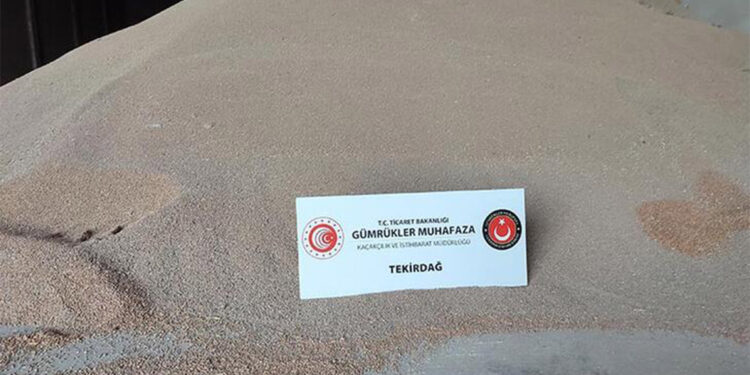 T.C. TİCARET BAKANLIĞI
GÜMRÜKLER MUHAFAZA
KAÇAKÇILIK VE İSTİHBARAT MÜDÜRLÜĞÜ
TEKİRDAĞ